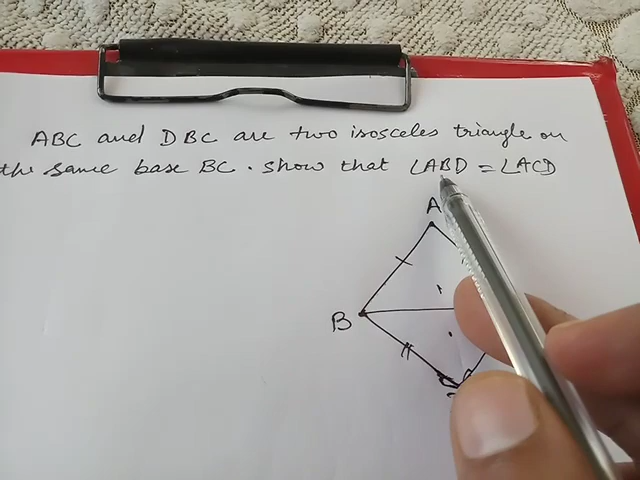 ABC and DBC are two isosceles triangle on
the same base BC. Show that ∠ABD = ∠ACD
A
B